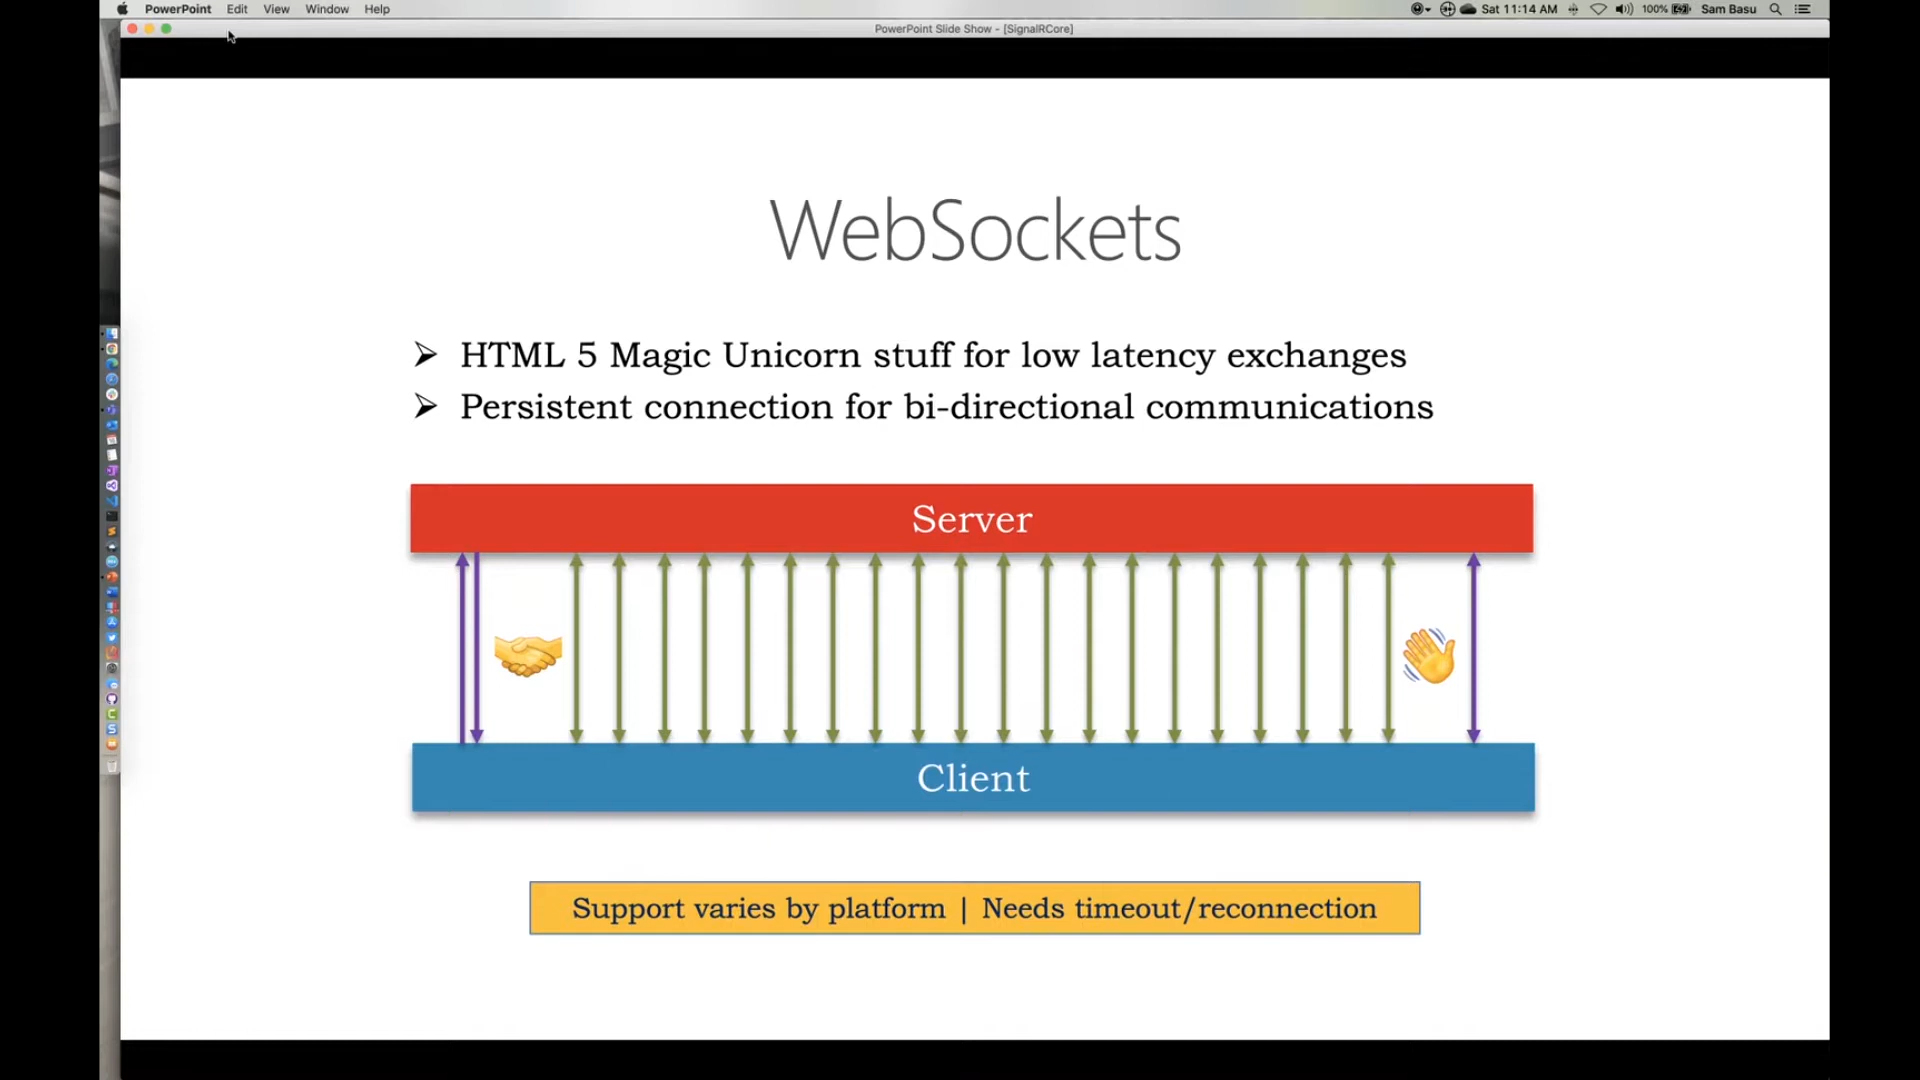 PowerPoint Edit View Window Help Sat 11:14 AM 100% Sam Basu
PowerPoint Slide Show - [SignalRCore]
WebSockets
➢ HTML 5 Magic Unicorn stuff for low latency exchanges
➢ Persistent connection for bi-directional communications
Server
Client
Support varies by platform | Needs timeout/reconnection